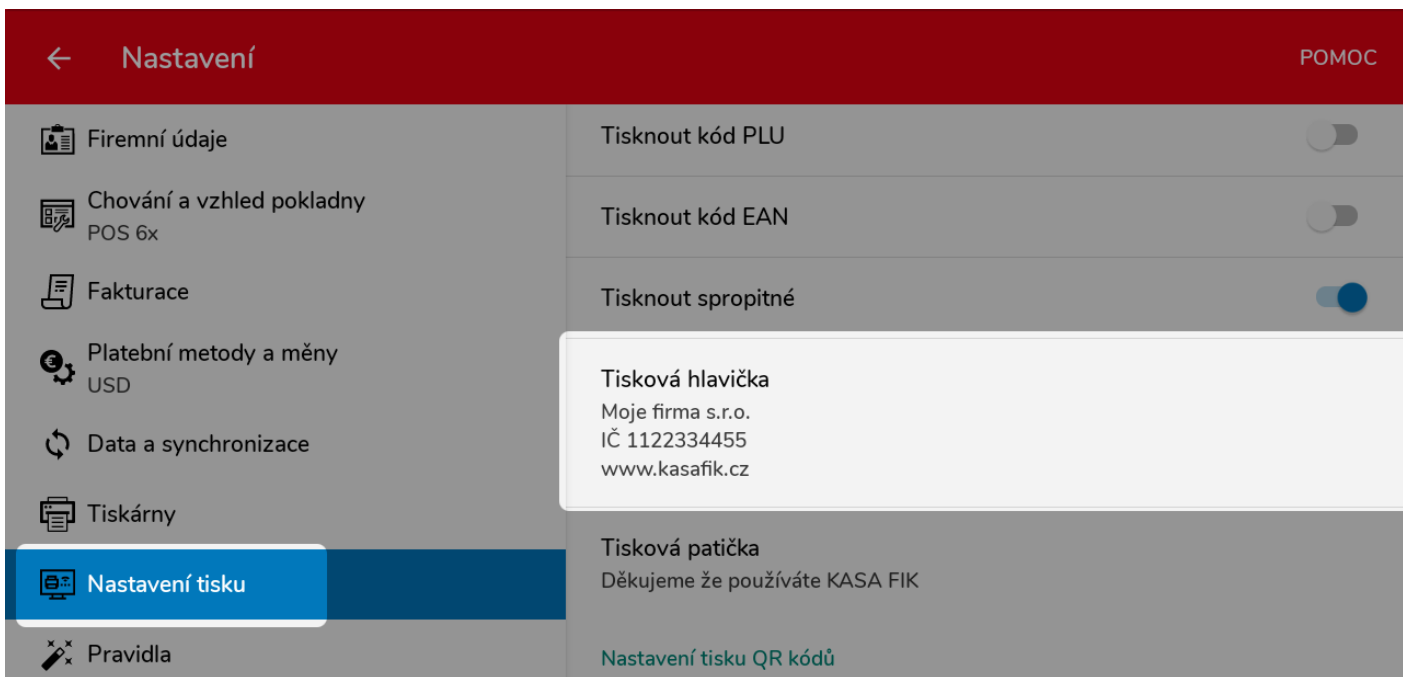 Nastavení
POMOC
Firemní údaje
Chování a vzhled pokladny
POS 6x
Fakturace
Platební metody a měny
USD
Data a synchronizace
Tiskárny
Nastavení tisku
Pravidla
Tisknout kód PLU
Tisknout kód EAN
Tisknout spropitné
Tisková hlavička
Moje firma s.r.o.
IČ 1122334455
www.kasafik.cz
Tisková patička
Děkujeme že používáte KASA FIK
Nastavení tisku QR kódů